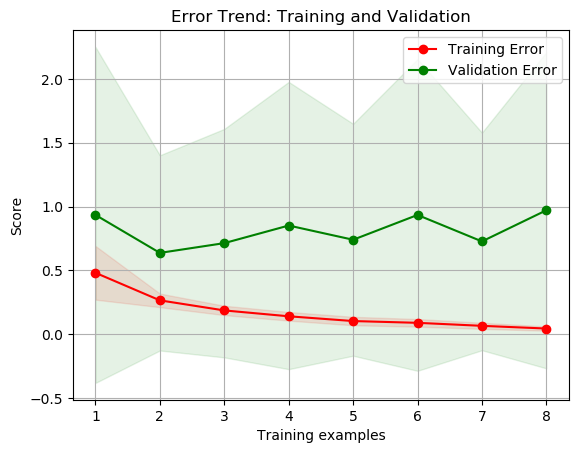 Error Trend: Training and Validation
Training Error
Validation Error
Score
2.0
1.5
1.0
0.5
0.0
−0.5
1 2 3 4 5 6 7 8
Training examples